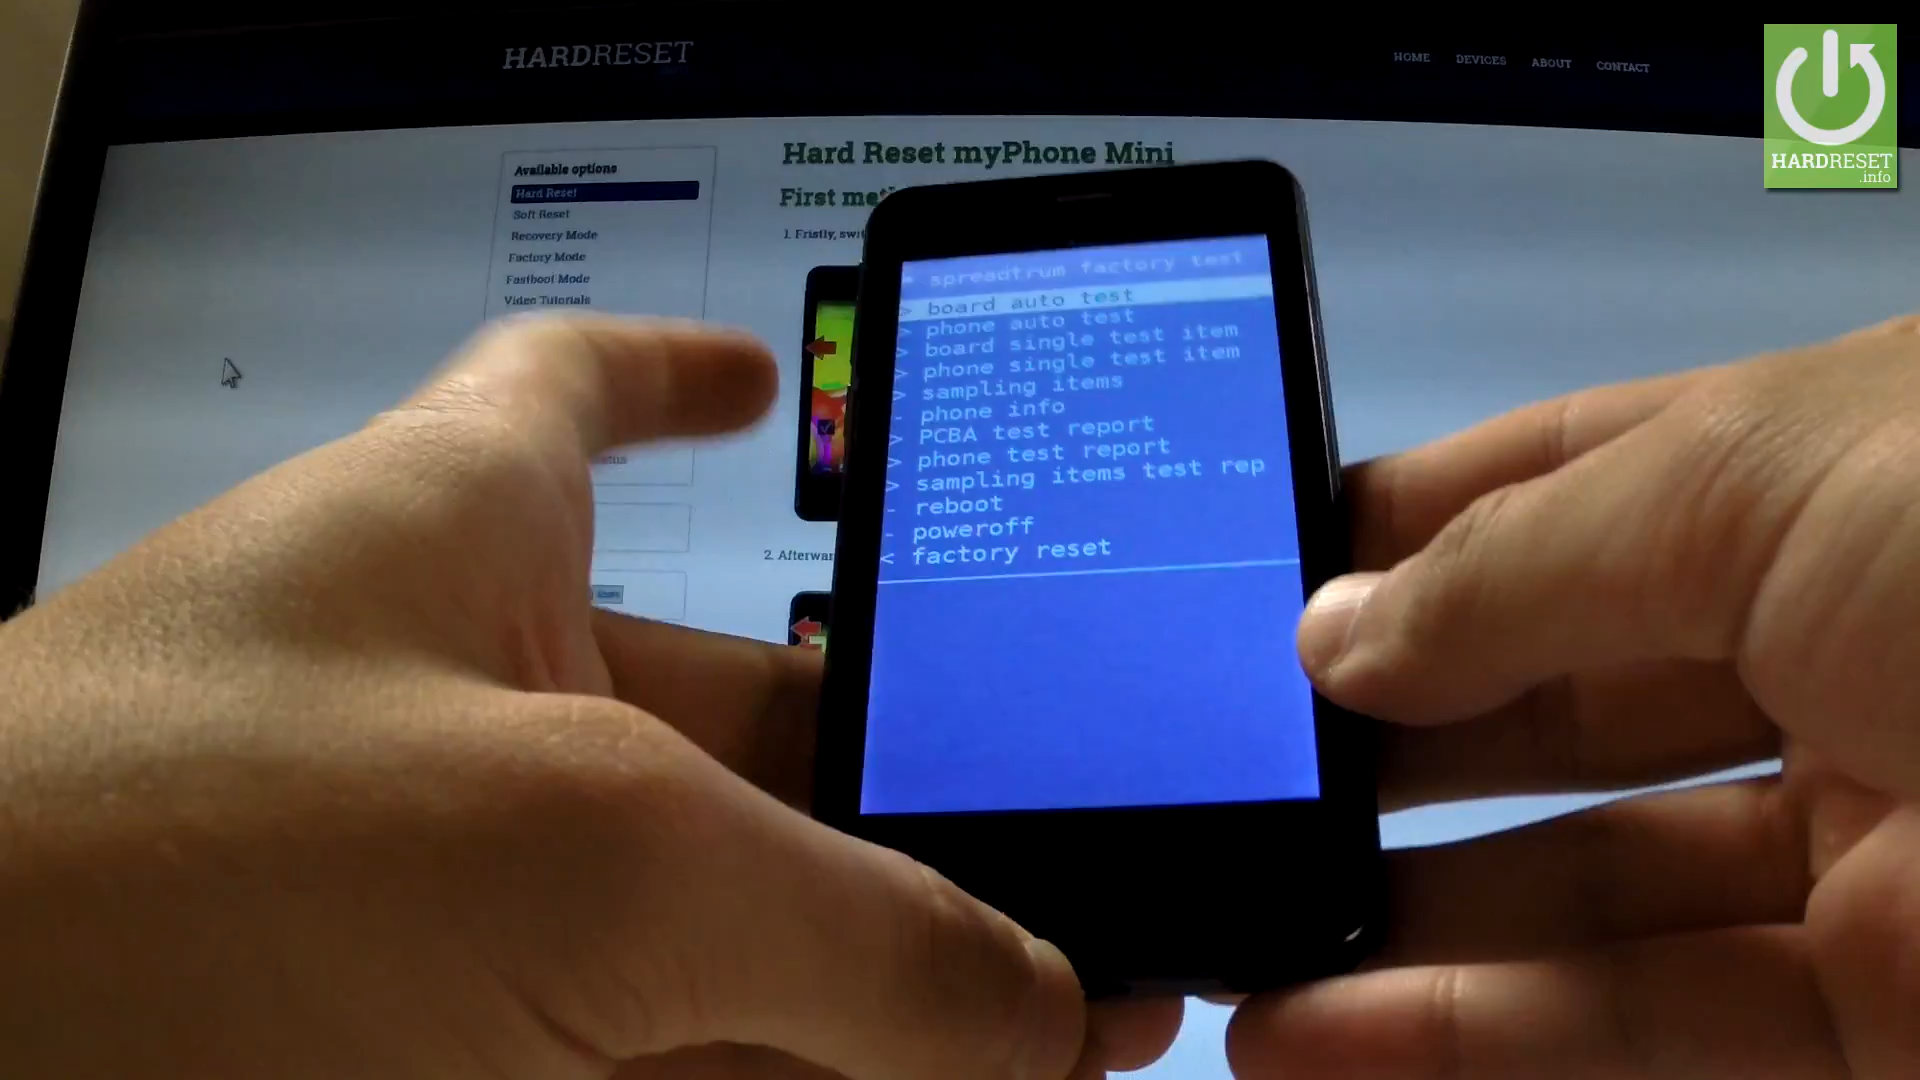 HARDRESET
HOME DEVICES ABOUT CONTACT
HARDRESET
.info
Available options
Hard Reset
Soft Reset
Recovery Mode
Factory Mode
Fastboot Mode
Video Tutorials
Hard Reset myPhone Mini
First
1. Fristly,
2.
* spreadtrum factory test
> board auto test
> phone auto test
> board single test item
> phone single test item
> sampling items
- phone info
> PCBA test report
> phone test report
> sampling items test rep
- reboot
- poweroff
< factory reset